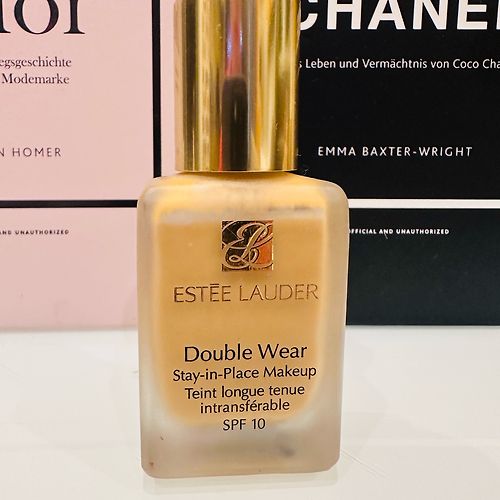 CHANEL
egsgeschichte
Modemarke
N HOMER
AND UNAUTHORIZED
s Leben und Vermächtnis von Coco Cha
EMMA BAXTER-WRIGHT
OFFICIAL AND UNAUTHORIZED
EL
ESTĒE LAUDER
Double Wear
Stay-in-Place Makeup
Teint longue tenue
intransférable
SPF 10